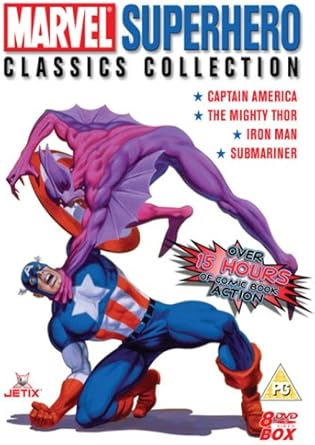 MARVEL SUPERHERO
CLASSICS COLLECTION
★ CAPTAIN AMERICA
★ THE MIGHTY THOR
★ IRON MAN
★ SUBMARINER
OVER
15 HOURS
OF COMIC BOOK
ACTION
A
JETIX
PG
8 DVD
BOX